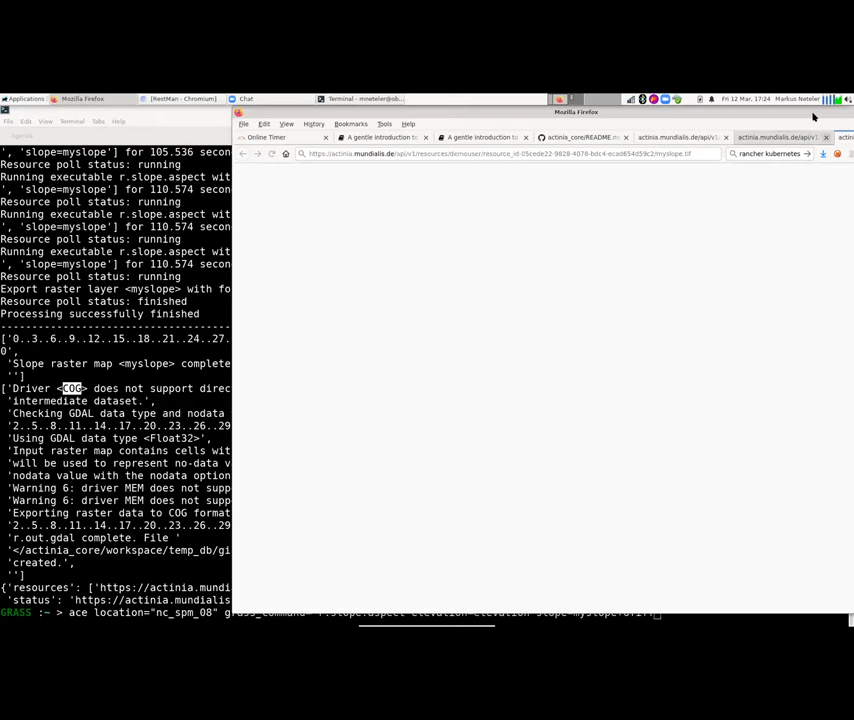 Applications Mozilla Firefox [RestMan - Chromium] Chat Terminal - mneteler@ob... Fri 12 Mar, 17:24 Markus Neteler
Mozilla Firefox
File Edit View Terminal Tabs Help
File Edit View History Bookmarks Tools Help
Online Timer × A gentle introduction to × A gentle introduction to × actinia_core/README.m × actinia.mundialis.de/api/v1 × actinia.mundialis.de/api/v1 × actin
https://actinia.mundialis.de/api/v1/resources/demouser/resource_id-05cede22-9828-4078-bdc4-ecad654d59c2/myslope.tif rancher kubernetes
', 'slope=myslope'] for 105.536 secon
Resource poll status: running
Running executable r.slope.aspect wit
', 'slope=myslope'] for 110.574 secon
Resource poll status: running
Running executable r.slope.aspect wit
', 'slope=myslope'] for 110.574 secon
Resource poll status: running
Running executable r.slope.aspect wit
', 'slope=myslope'] for 110.574 secon
Resource poll status: running
Export raster layer <myslope> with fo
Resource poll status: finished
Processing successfully finished
['0..3..6..9..12..15..18..21..24..27.
0',
'Slope raster map <myslope> complete
'']
['Driver <COG> does not support direc
'intermediate dataset.',
'Checking GDAL data type and nodata
'2..5..8..11..14..17..20..23..26..29
'Using GDAL data type <Float32>',
'Input raster map contains cells wit
'will be used to represent no-data v
'nodata value with the nodata option
'Warning 6: driver MEM does not supp
'Warning 6: driver MEM does not supp
'Exporting raster data to COG format
'2..5..8..11..14..17..20..23..26..29
'r.out.gdal complete. File '
'</actinia_core/workspace/temp_db/gi
'created.',
'']
{'resources': ['https://actinia.mundi
'status': 'https://actinia.mundialis
GRASS :~ > ace location="nc_spm_08"